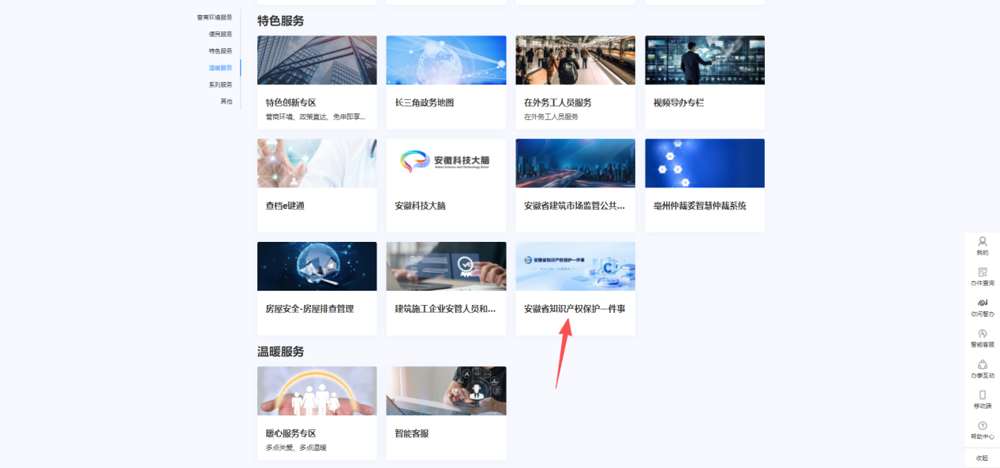 营商环境服务
便民服务
特色服务
温暖服务
系列服务
其他
特色服务
特色创新专区
营商环境、政策直达、免申即享...
长三角政务地图
在外务工人员服务
在外务工人员服务
视频导办专栏
查档e键通
安徽科技大脑
Anhui Science and Technology Brain
安徽科技大脑
安徽省建筑市场监管公共...
亳州仲裁委智慧仲裁系统
房屋安全-房屋排查管理
建筑施工企业安管人员和...
安徽省知识产权保护一件事
安徽省知识产权保护一件事
温暖服务
暖心服务专区
多点关爱、多点温暖
智能客服
我的
办件查询
你问智办
智能客服
办事互动
移动端
帮助中心
收起